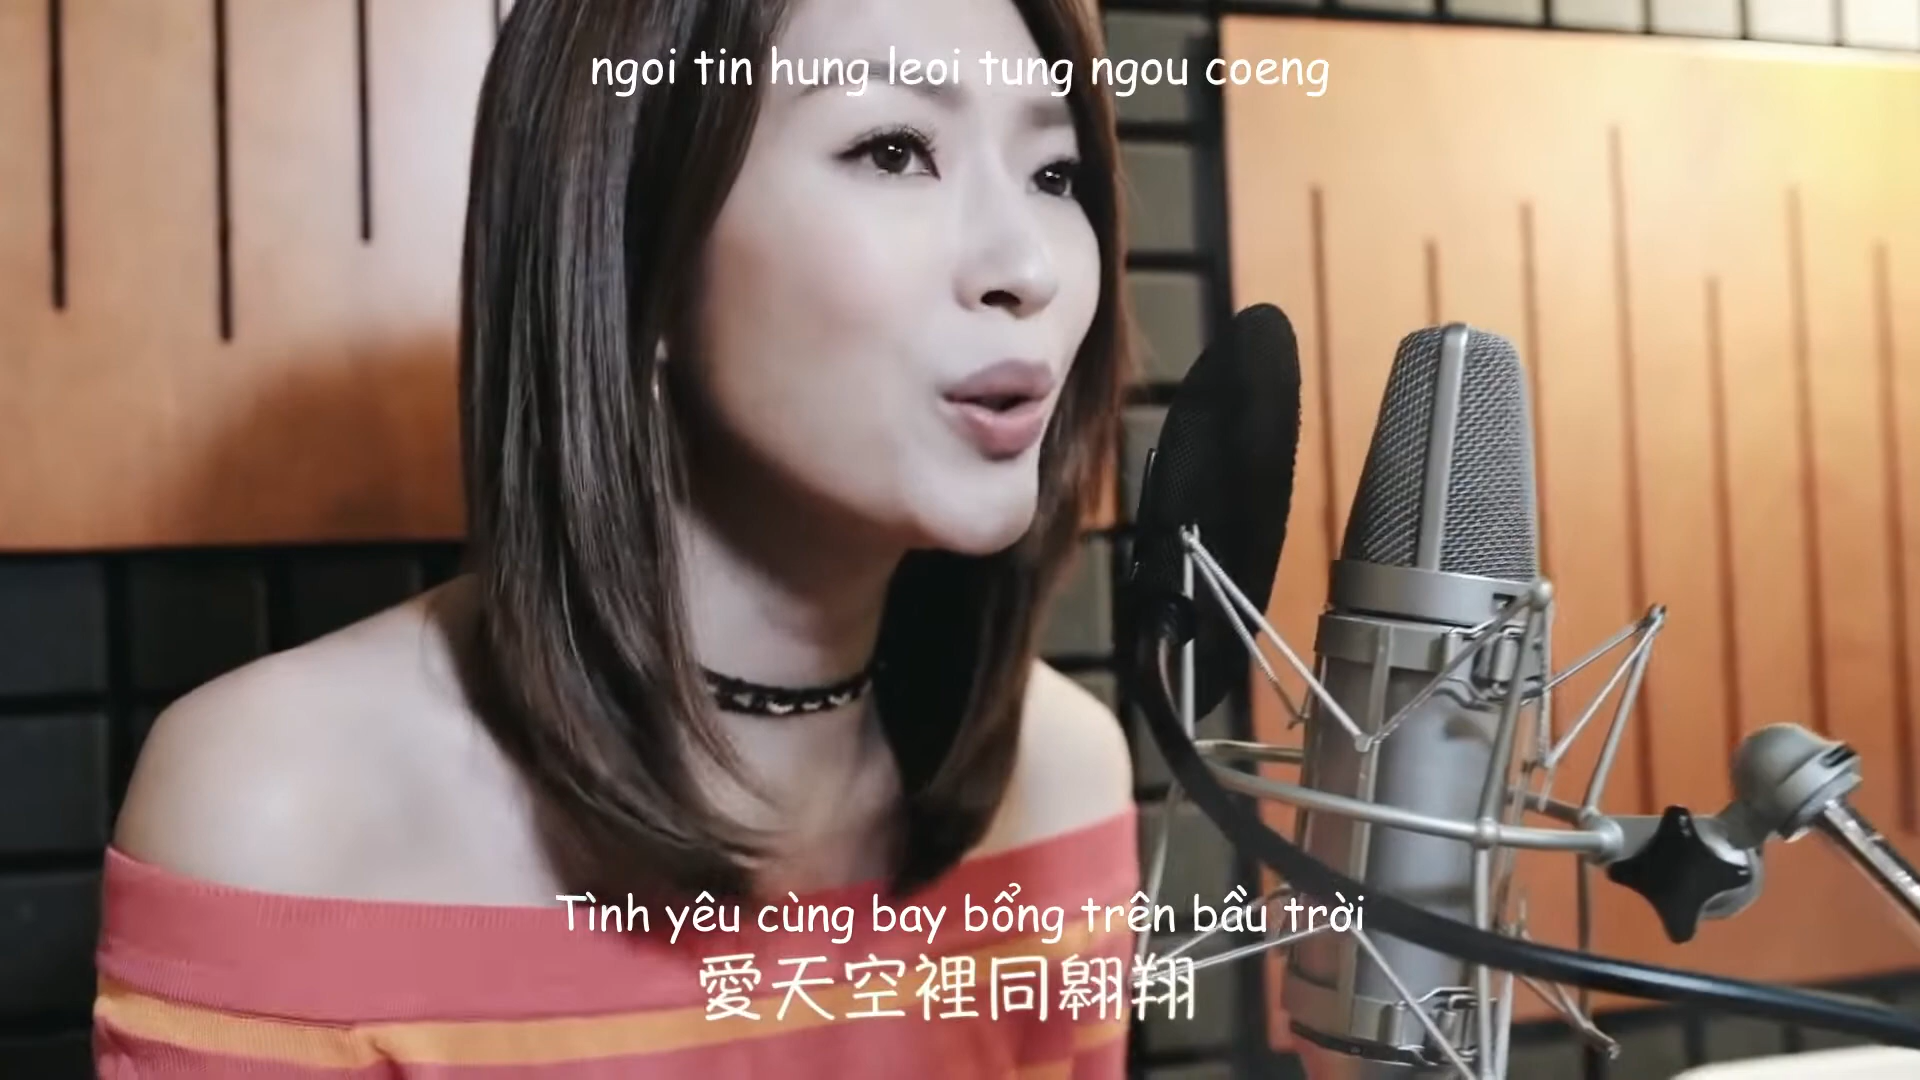 ngoi tin hung leoi tung ngou coeng
Tình yêu cùng bay bổng trên bầu trời
愛天空裡同翱翔